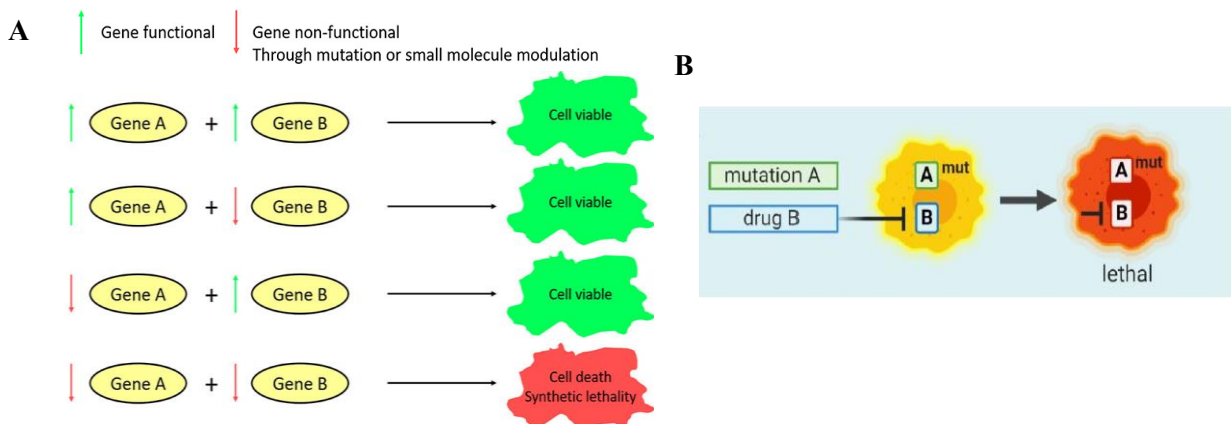 A
Gene functional
Gene non-functional
Through mutation or small molecule modulation
Gene A + Gene B Cell viable
Gene A + Gene B Cell viable
Gene A + Gene B Cell viable
Gene A + Gene B Cell death
Synthetic lethality
B
mutation A
drug B
A mut
B
A mut
B
lethal